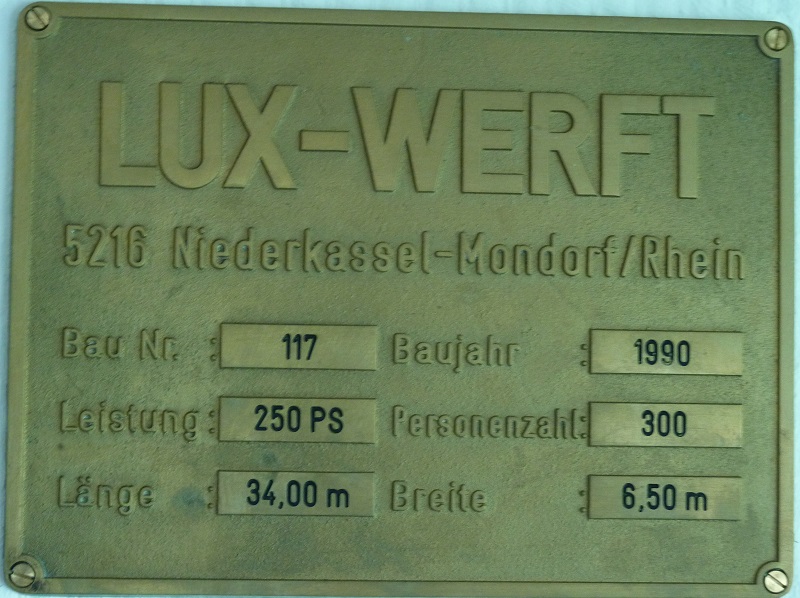 LUX-WERFT
5216 Niederkassel-Mondorf/Rhein
Bau Nr. : 117 Baujahr : 1990
Leistung : 250 PS Personenzahl : 300
Länge : 34,00 m Breite : 6,50 m